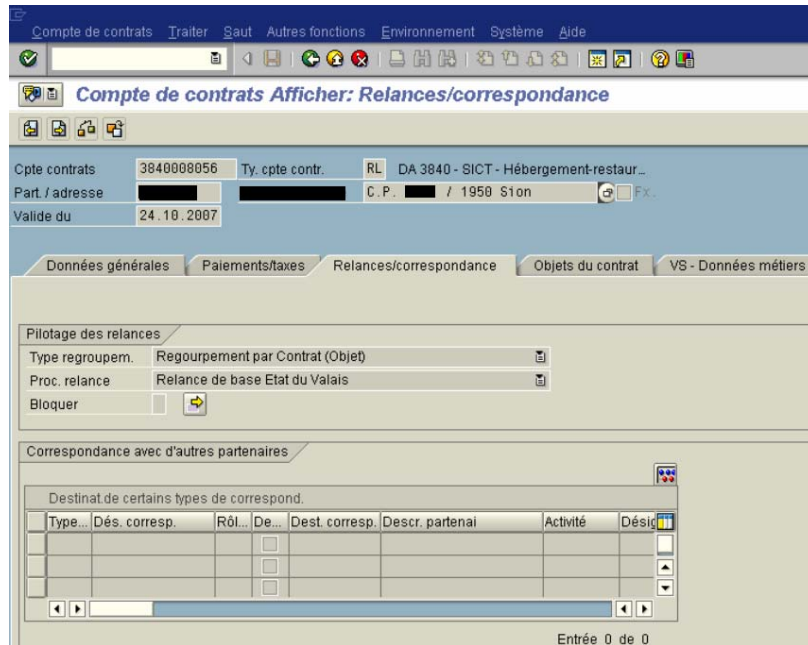 Compte de contrats Traiter Saut Autres fonctions Environnement Système Aide
Compte de contrats Afficher: Relances/correspondance
Cpte contrats 3840008056 Ty. cpte contr. RL DA 3840 - SICT - Hébergement-restaur...
Part. / adresse C.P. / 1950 Sion Fx.
Valide du 24.10.2007
Données générales Paiements/taxes Relances/correspondance Objets du contrat VS - Données métiers
Pilotage des relances
Type regroupem. Regourpement par Contrat (Objet)
Proc. relance Relance de base Etat du Valais
Bloquer
Correspondance avec d'autres partenaires
Destinat.de certains types de correspond.
Type... Dés. corresp. Rôl... De... Dest. corresp. Descr. partenai Activité Désig
Entrée 0 de 0